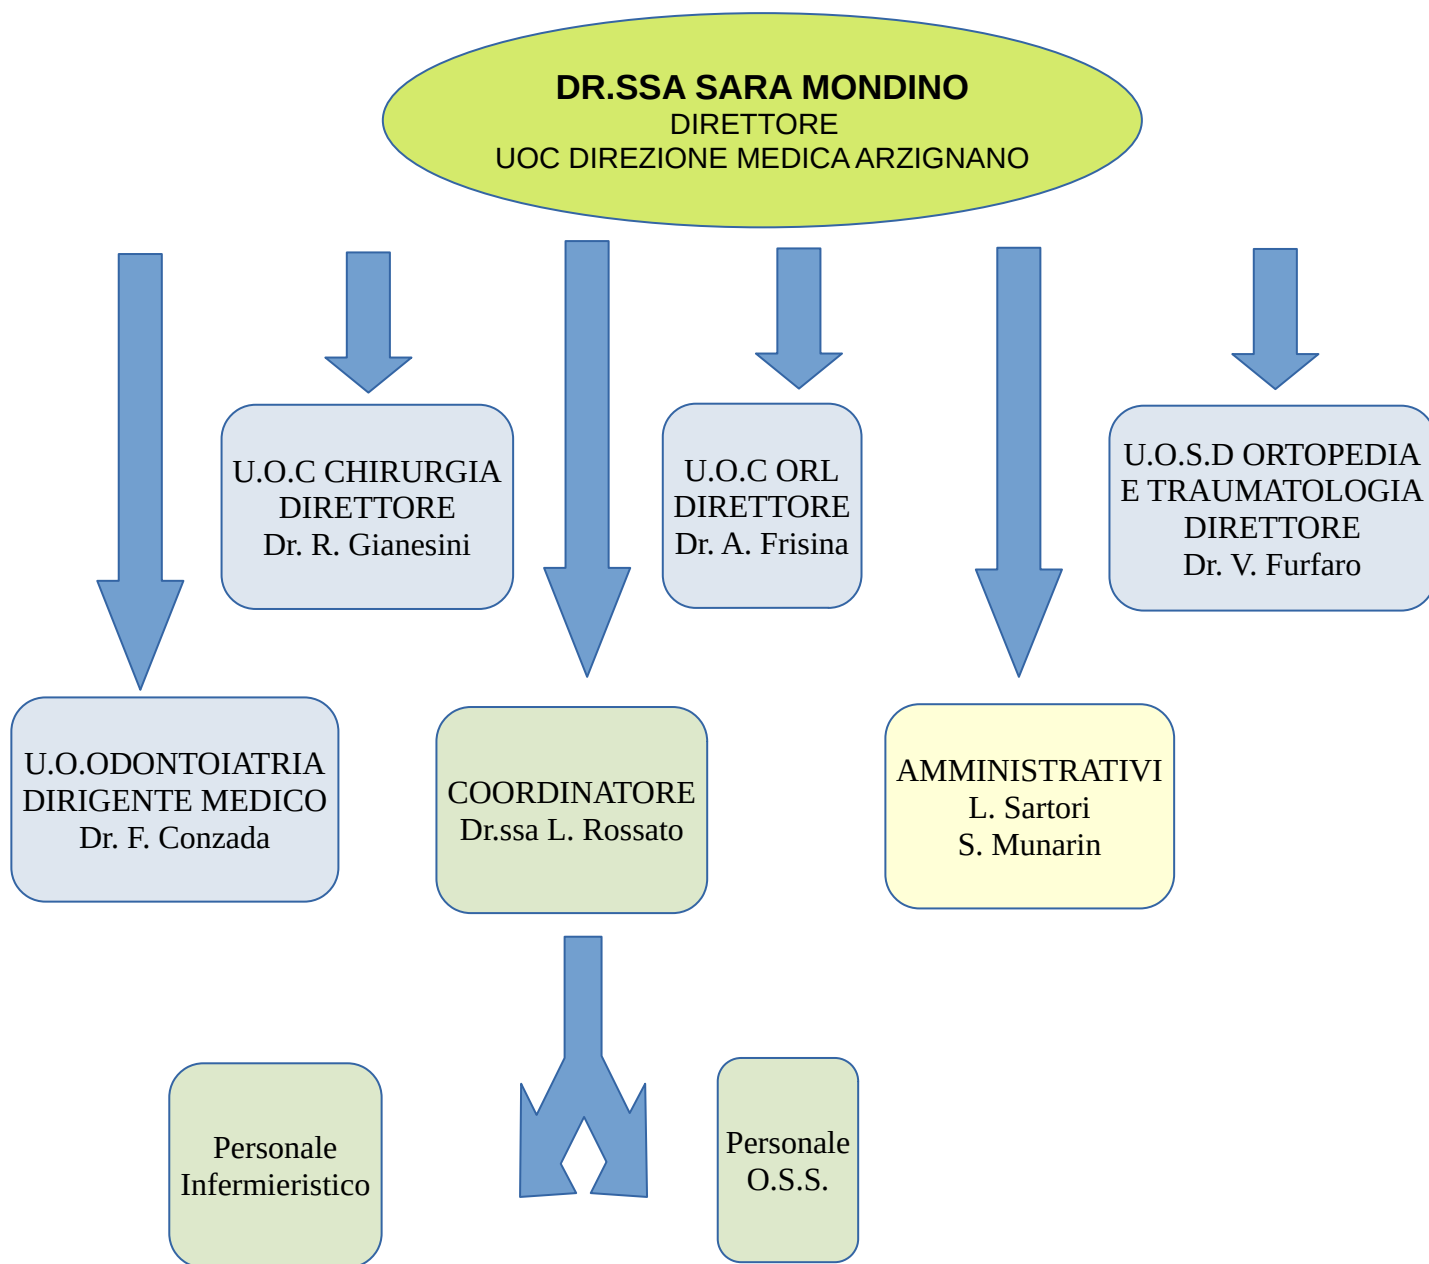 DR.SSA SARA MONDINO
DIRETTORE
UOC DIREZIONE MEDICA ARZIGNANO
U.O.C CHIRURGIA
DIRETTORE
Dr. R. Gianesini
U.O.C ORL
DIRETTORE
Dr. A. Frisina
U.O.S.D ORTOPEDIA
E TRAUMATOLOGIA
DIRETTORE
Dr. V. Furfaro
U.O.ODONTOIATRIA
DIRIGENTE MEDICO
Dr. F. Conzada
COORDINATORE
Dr.ssa L. Rossato
AMMINISTRATIVI
L. Sartori
S. Munarin
Personale
Infermieristico
Personale
O.S.S.